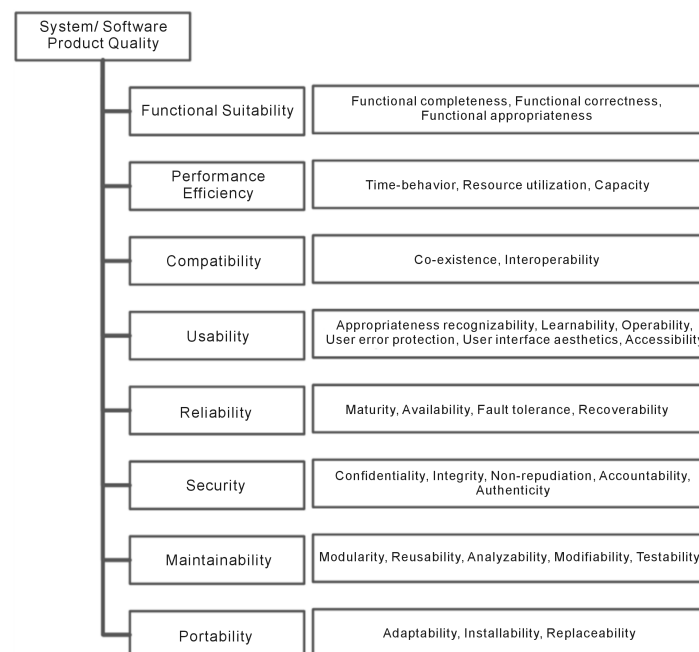 System/ Software
Product Quality
Functional Suitability
Functional completeness, Functional correctness,
Functional appropriateness
Performance
Efficiency
Time-behavior, Resource utilization, Capacity
Compatibility
Co-existence, Interoperability
Usability
Appropriateness recognizability, Learnability, Operability,
User error protection, User interface aesthetics, Accessibility
Reliability
Maturity, Availability, Fault tolerance, Recoverability
Security
Confidentiality, Integrity, Non-repudiation, Accountability,
Authenticity
Maintainability
Modularity, Reusability, Analyzability, Modifiability, Testability
Portability
Adaptability, Installability, Replaceability